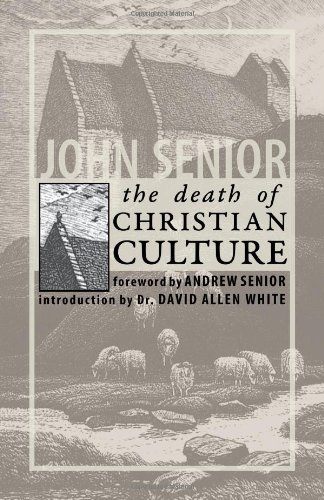 JOHN SENIOR
the death of
CHRISTIAN
CULTURE
foreword by ANDREW SENIOR
introduction by Dr. DAVID ALLEN WHITE